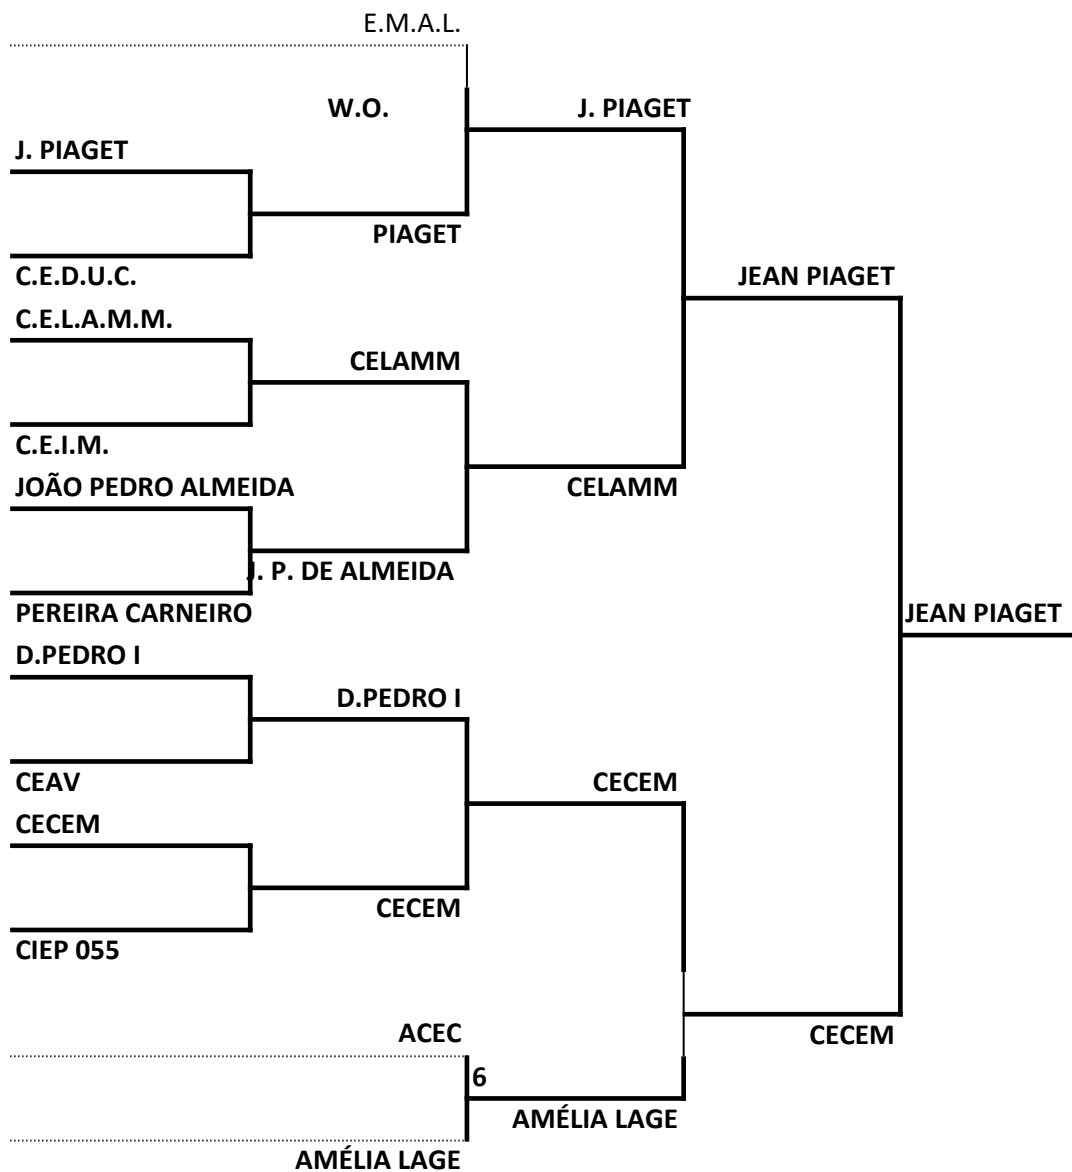 E.M.A.L.
W.O.
J. PIAGET
J. PIAGET
PIAGET
C.E.D.U.C.
JEAN PIAGET
C.E.L.A.M.M.
CELAMM
C.E.I.M.
JOÃO PEDRO ALMEIDA
CELAMM
J. P. DE ALMEIDA
PEREIRA CARNEIRO
JEAN PIAGET
D.PEDRO I
D.PEDRO I
CEAV
CECEM
CECEM
CECEM
CIEP 055
ACEC
CECEM
6
AMÉLIA LAGE
AMÉLIA LAGE